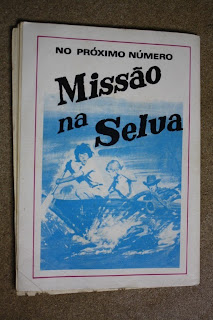 NO PRÓXIMO NÚMERO
Missão
na Selva